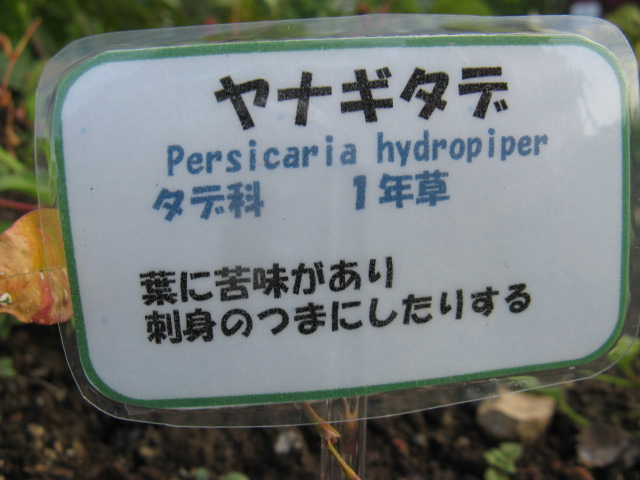 ヤナギタデ
Persicaria hydropiper
タデ科 1年草
葉に苦味があり
刺身のつまにしたりする